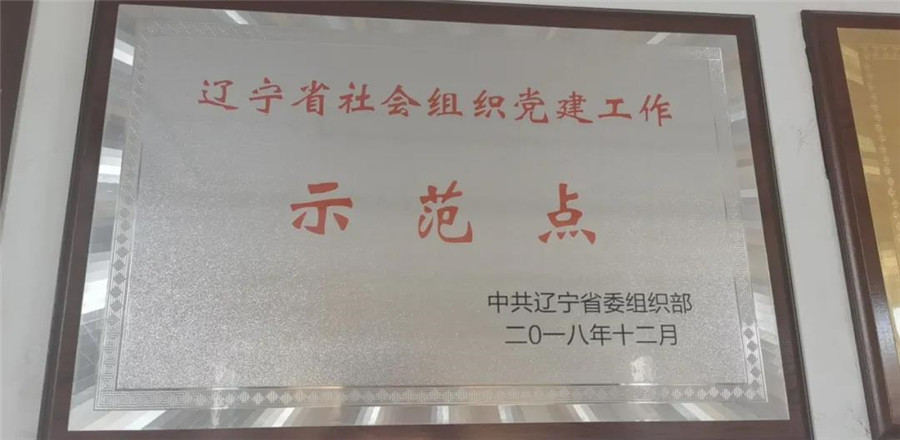 辽宁省社会组织党建工作
示范点
中共辽宁省委组织部
二0一八年十二月